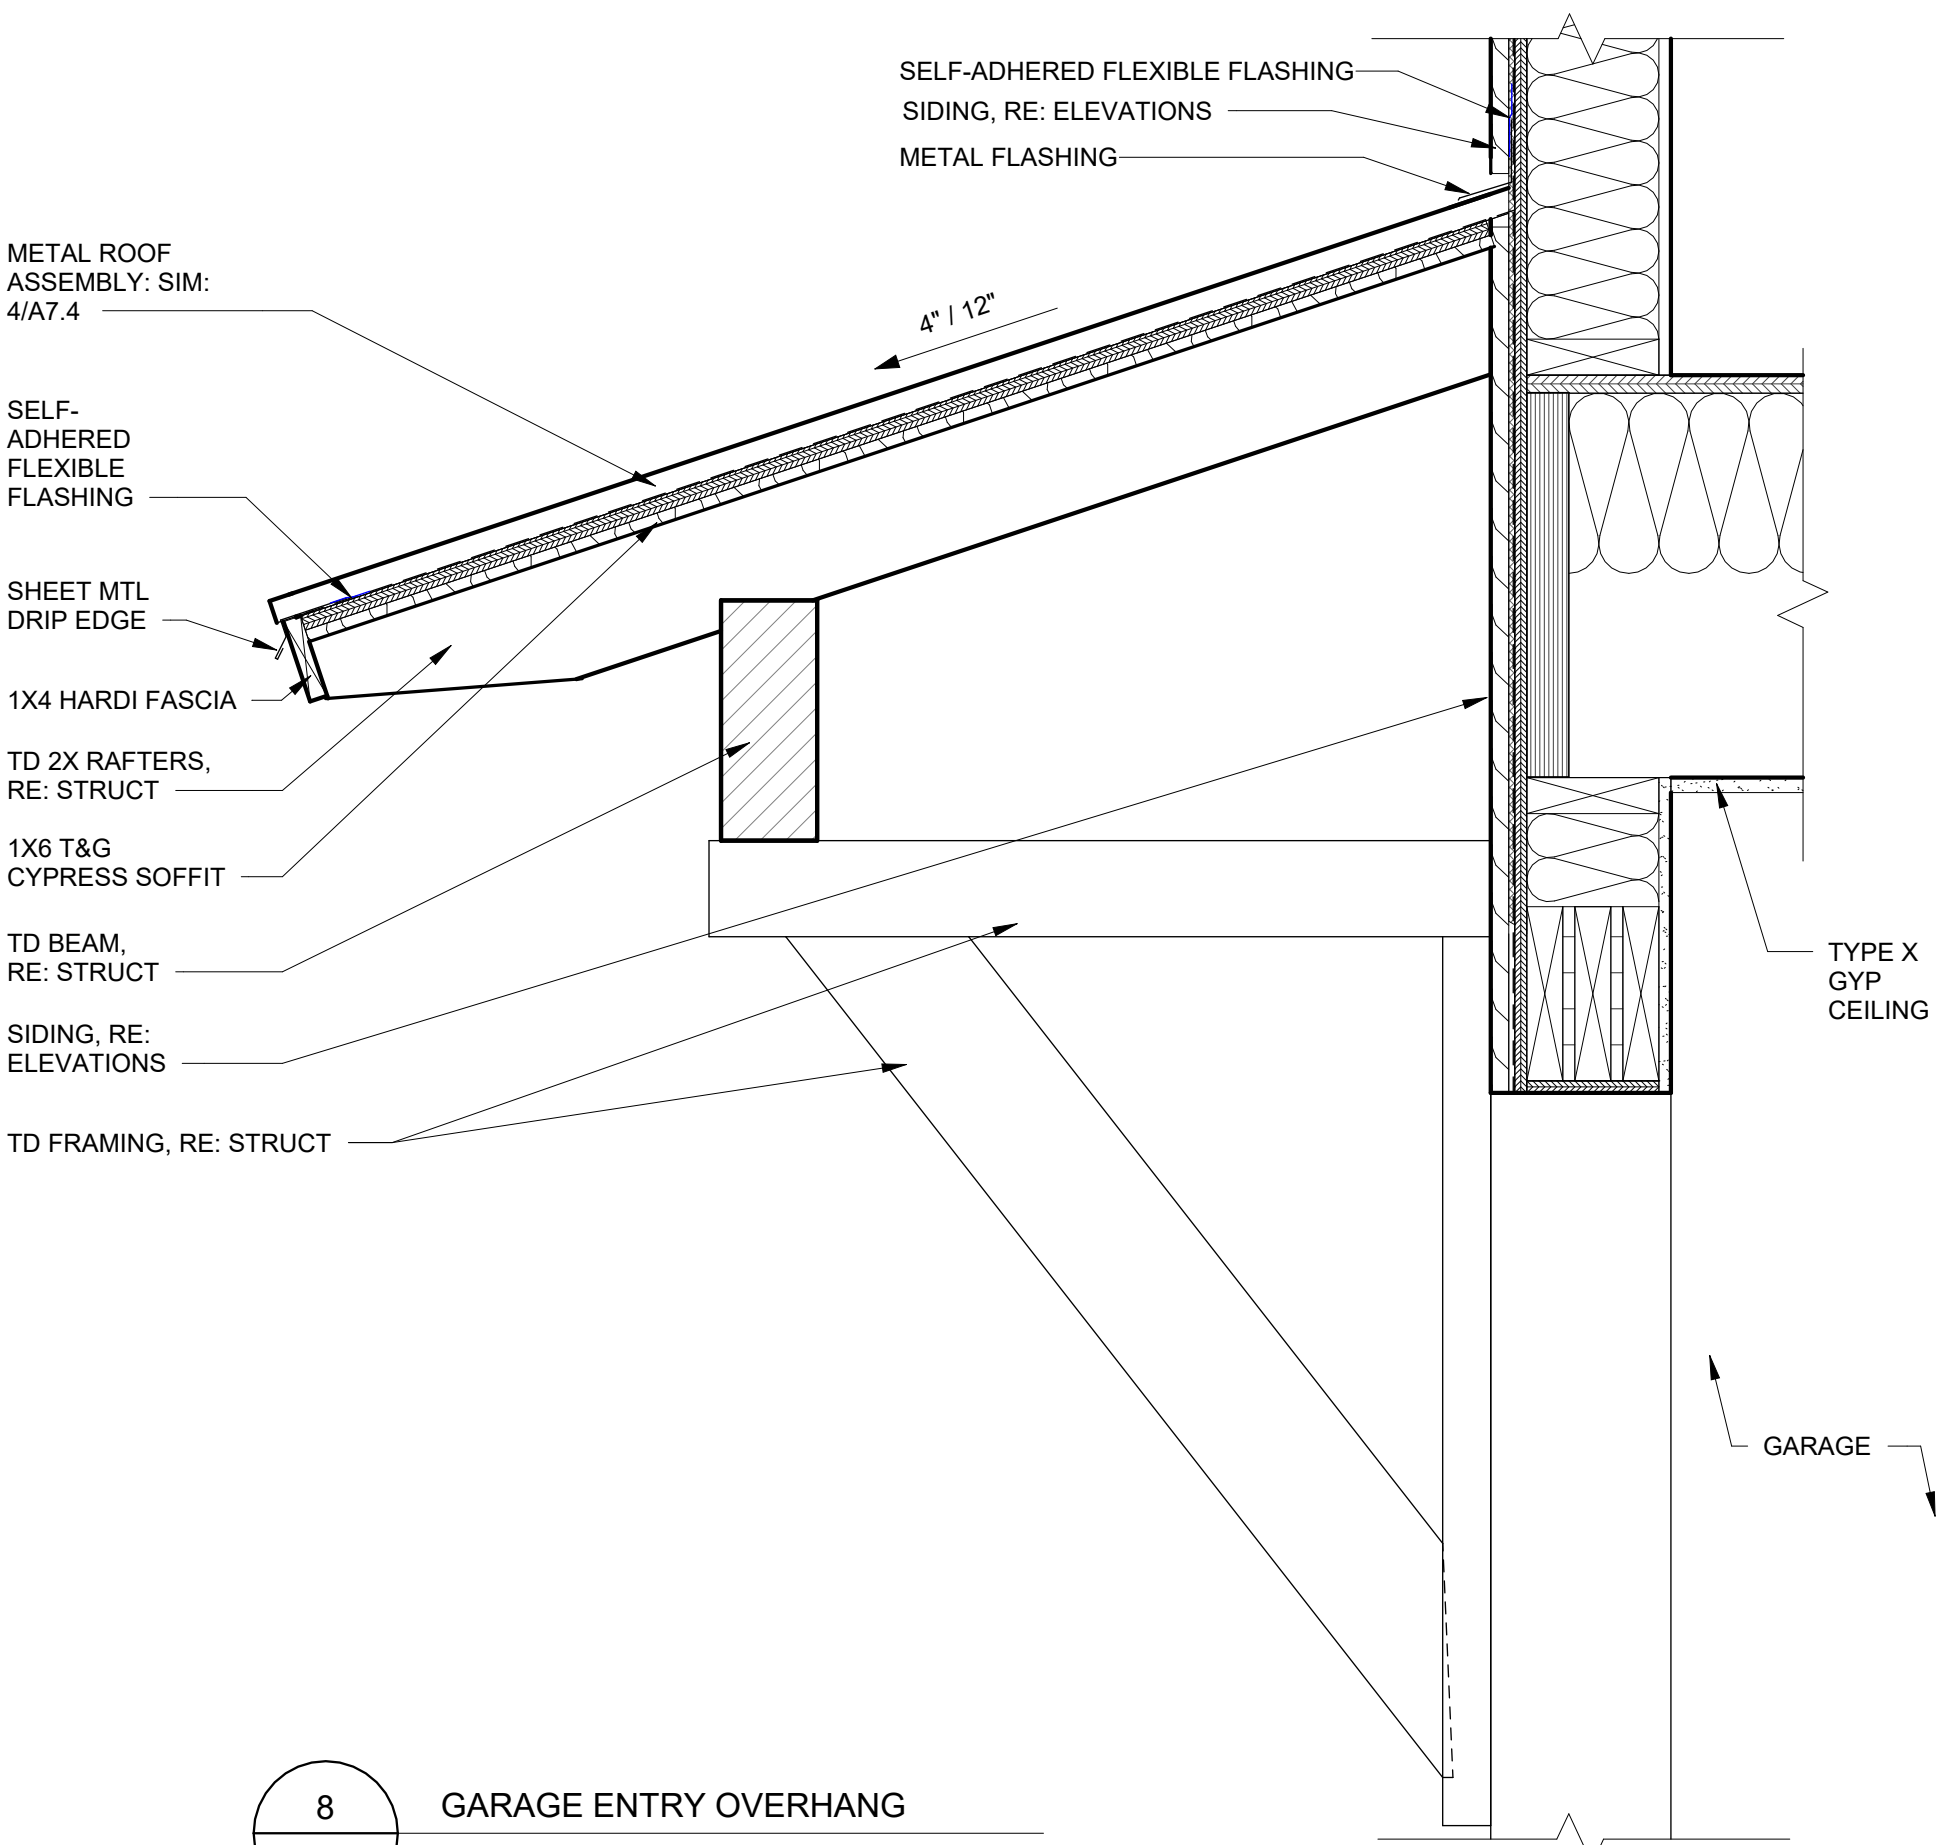 SELF-ADHERED FLEXIBLE FLASHING
SIDING, RE: ELEVATIONS
METAL FLASHING
METAL ROOF
ASSEMBLY: SIM:
4/A7.4
4" / 12"
SELF-
ADHERED
FLEXIBLE
FLASHING
SHEET MTL
DRIP EDGE
1X4 HARDI FASCIA
TD 2X RAFTERS,
RE: STRUCT
1X6 T&G
CYPRESS SOFFIT
TD BEAM,
RE: STRUCT
SIDING, RE:
ELEVATIONS
TD FRAMING, RE: STRUCT
TYPE X
GYP
CEILING
GARAGE
8
GARAGE ENTRY OVERHANG